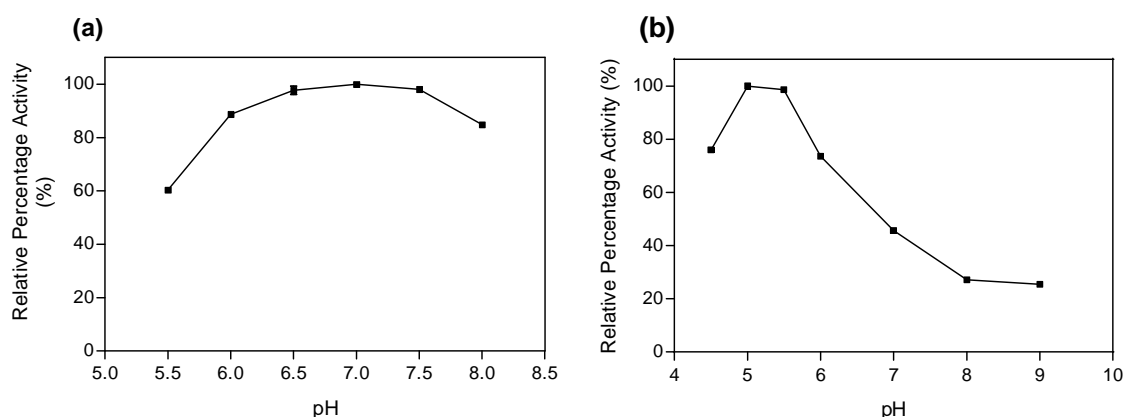 (a)
Relative Percentage Activity
(%)
100
80
60
40
20
0
5.0 5.5 6.0 6.5 7.0 7.5 8.0 8.5
pH
(b)
Relative Percentage Activity (%)
100
80
60
40
20
0
4 5 6 7 8 9 10
pH